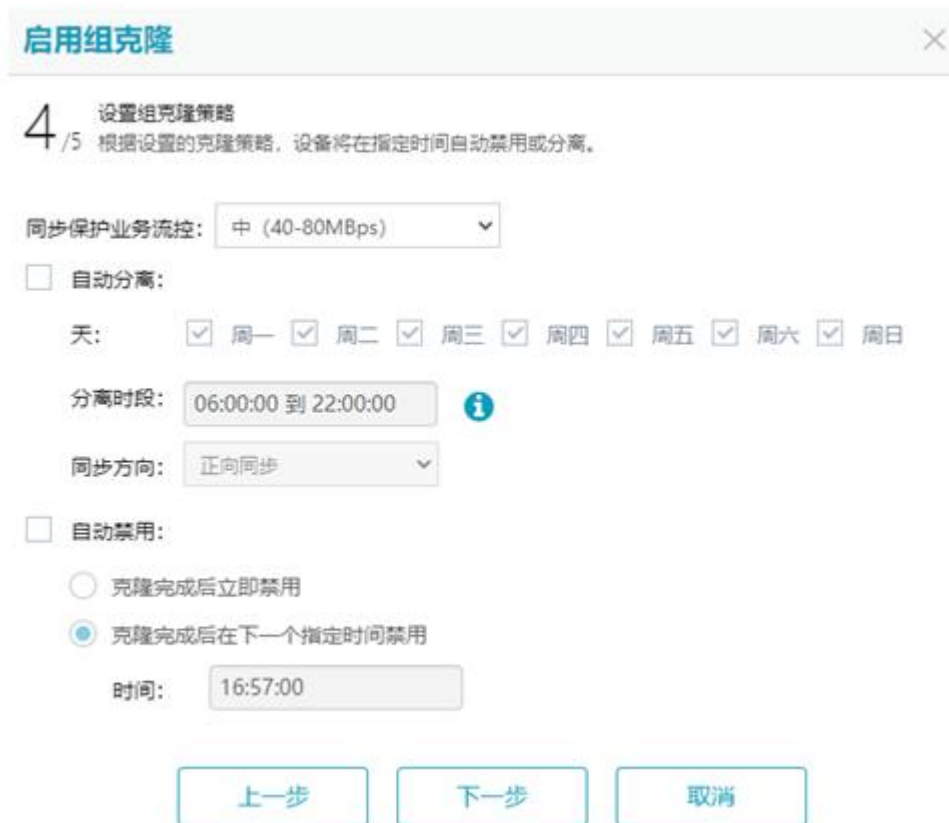 启用组克隆
4/5 设置组克隆策略
根据设置的克隆策略，设备将在指定时间自动禁用或分离。
同步保护业务流控： 中（40-80MBps）
自动分离：
天： 周一 周二 周三 周四 周五 周六 周日
分离时段： 06:00:00 到 22:00:00
同步方向： 正向同步
自动禁用：
克隆完成后立即禁用
克隆完成后在下一个指定时间禁用
时间： 16:57:00
上一步 下一步 取消